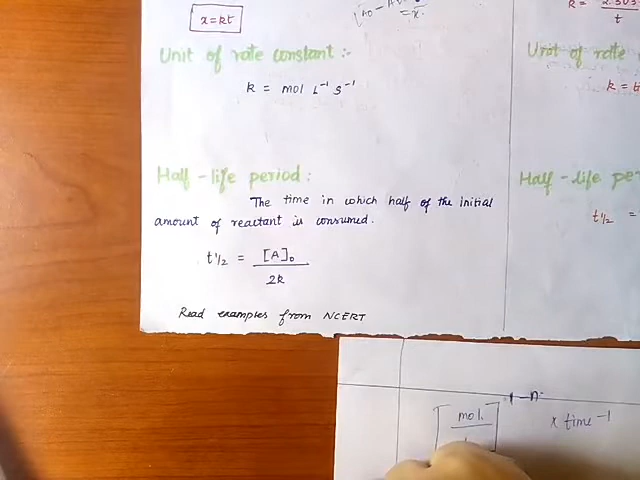 x = kt
Unit of rate constant :-
k = mol L⁻¹ S⁻¹
Half-life period :
The time in which half of the initial
amount of reactant is consumed.
t1/2 = [A]₀
2k
Read examples from NCERT
k =
t
Unit of rate
k =
Half-life pe
t1/2 =
1-n
mol. x time⁻¹